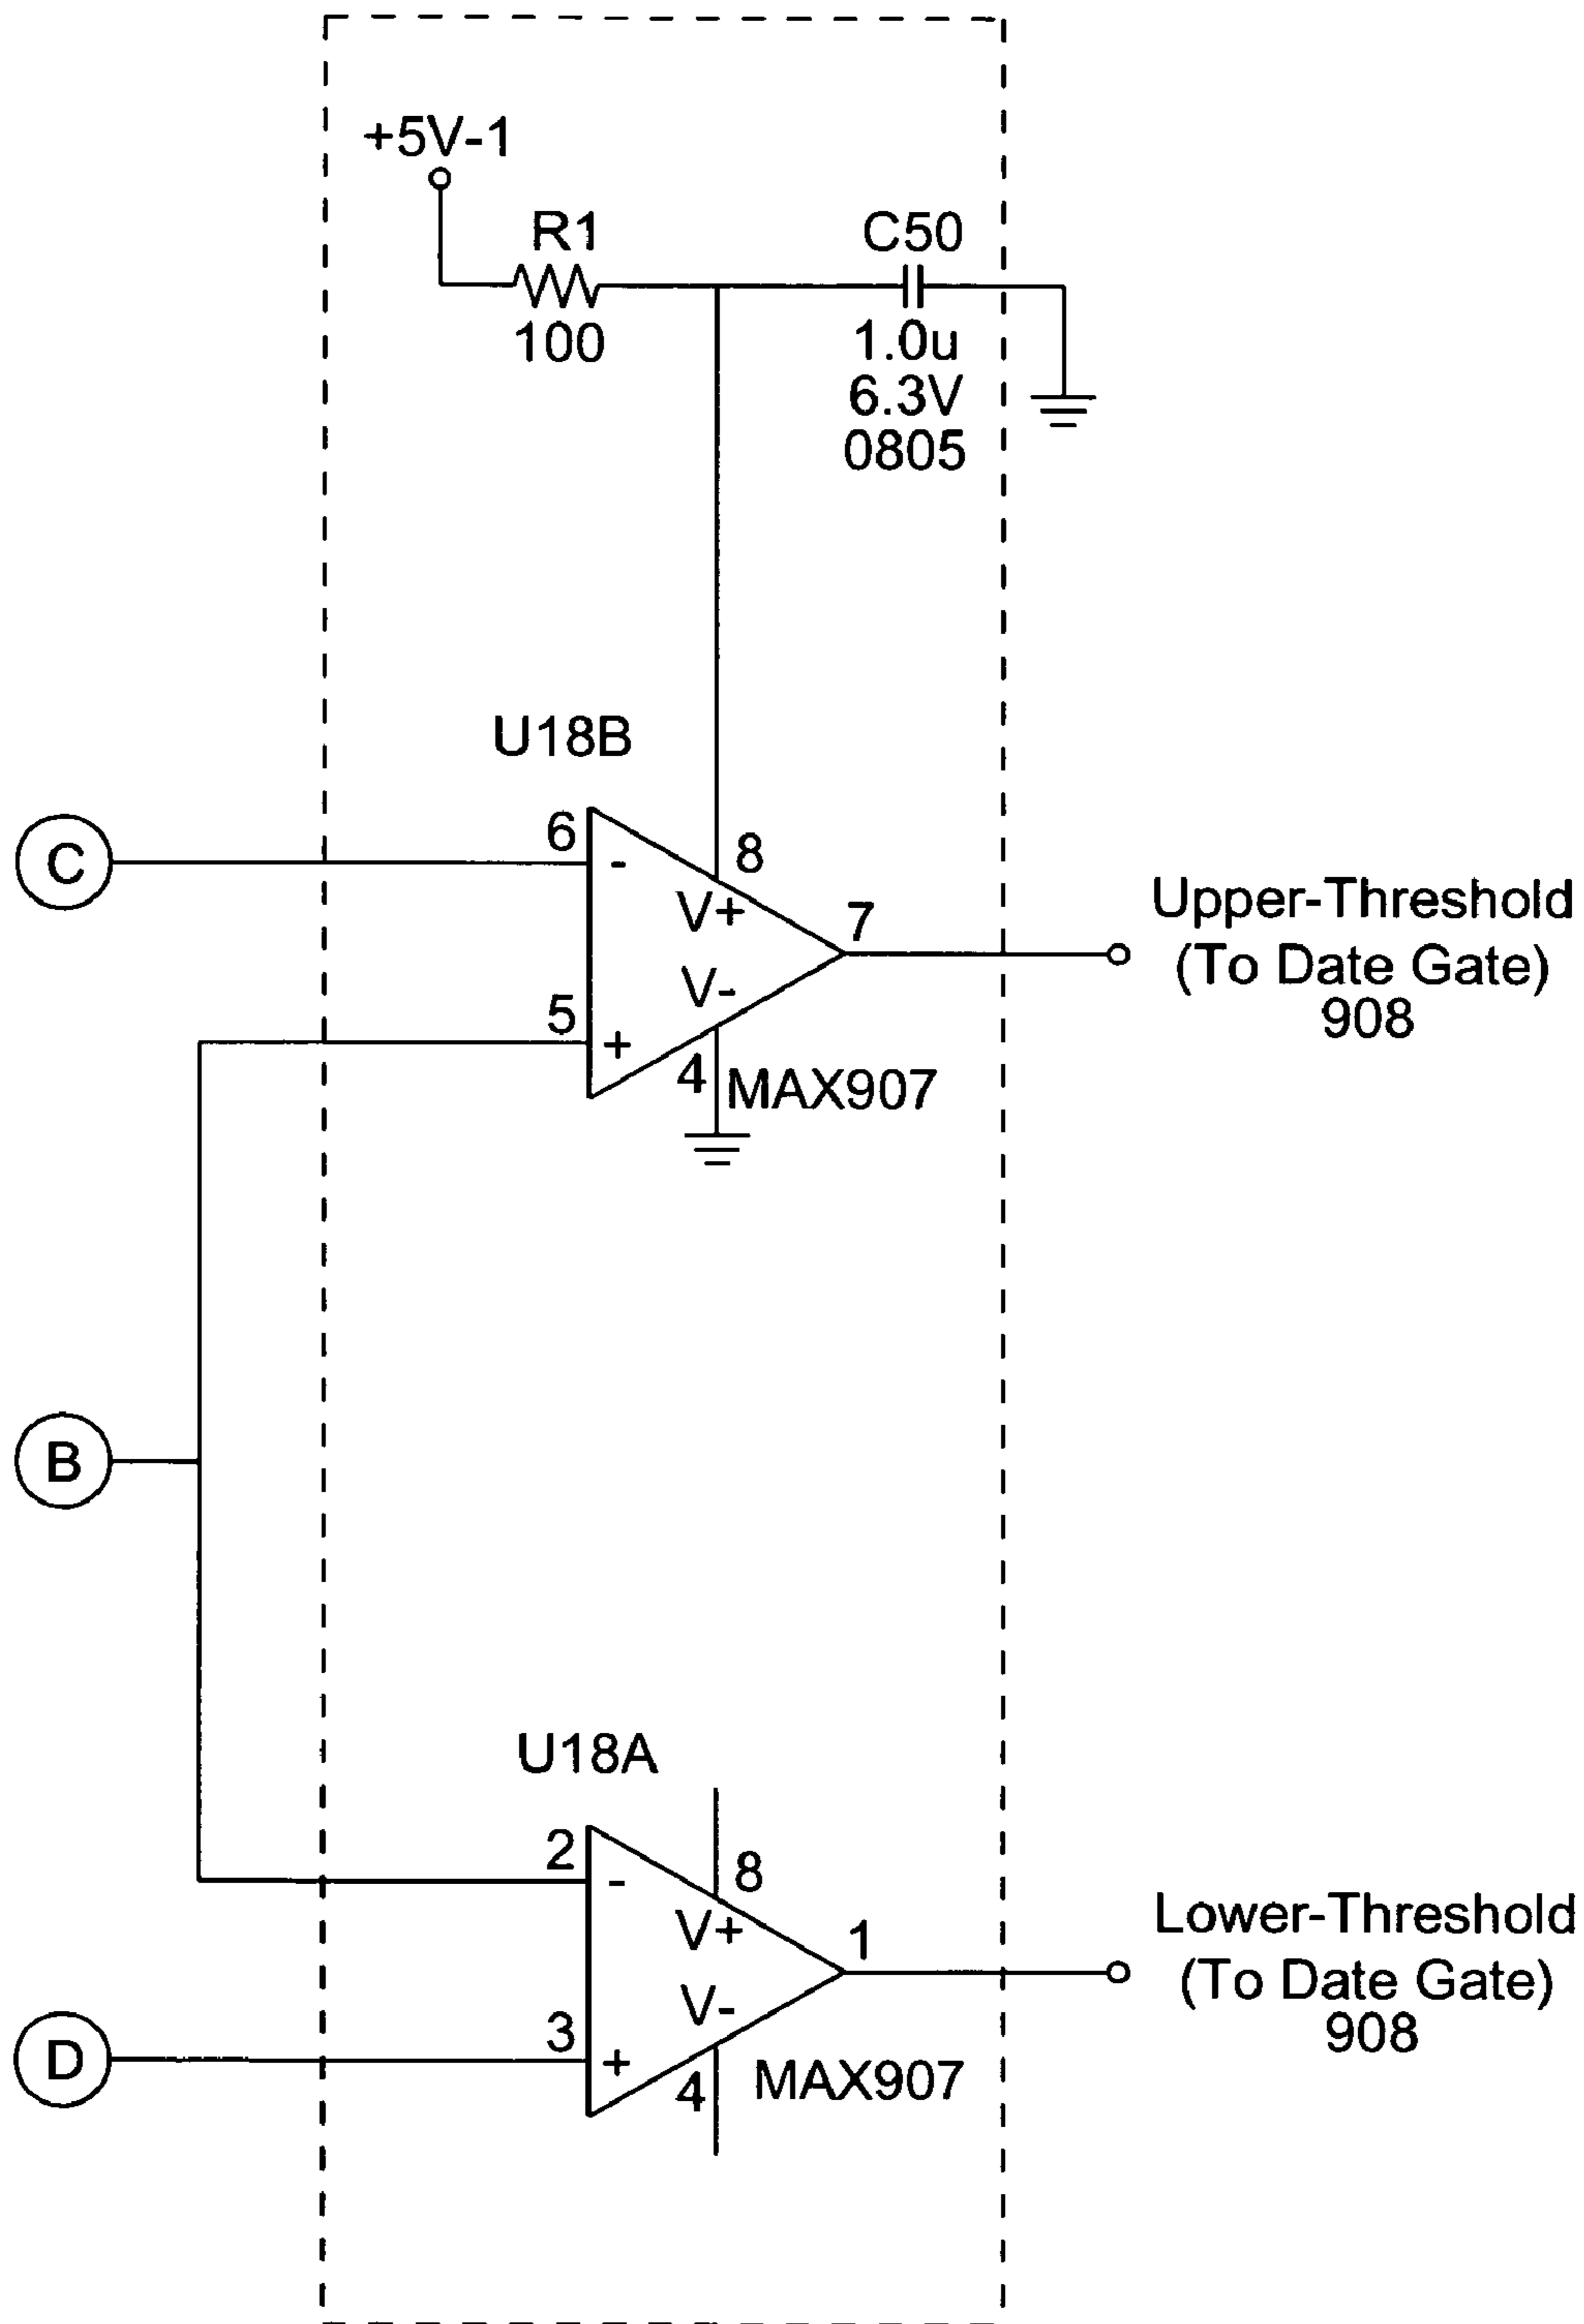 +5V-1
R1
100
C50
1.0u
6.3V
0805
U18B
C
6
-
8
V+
7
V-
5
+
4
MAX907
Upper-Threshold
(To Date Gate)
908
B
U18A
2
-
8
V+
1
V-
3
+
4
MAX907
Lower-Threshold
(To Date Gate)
908
D